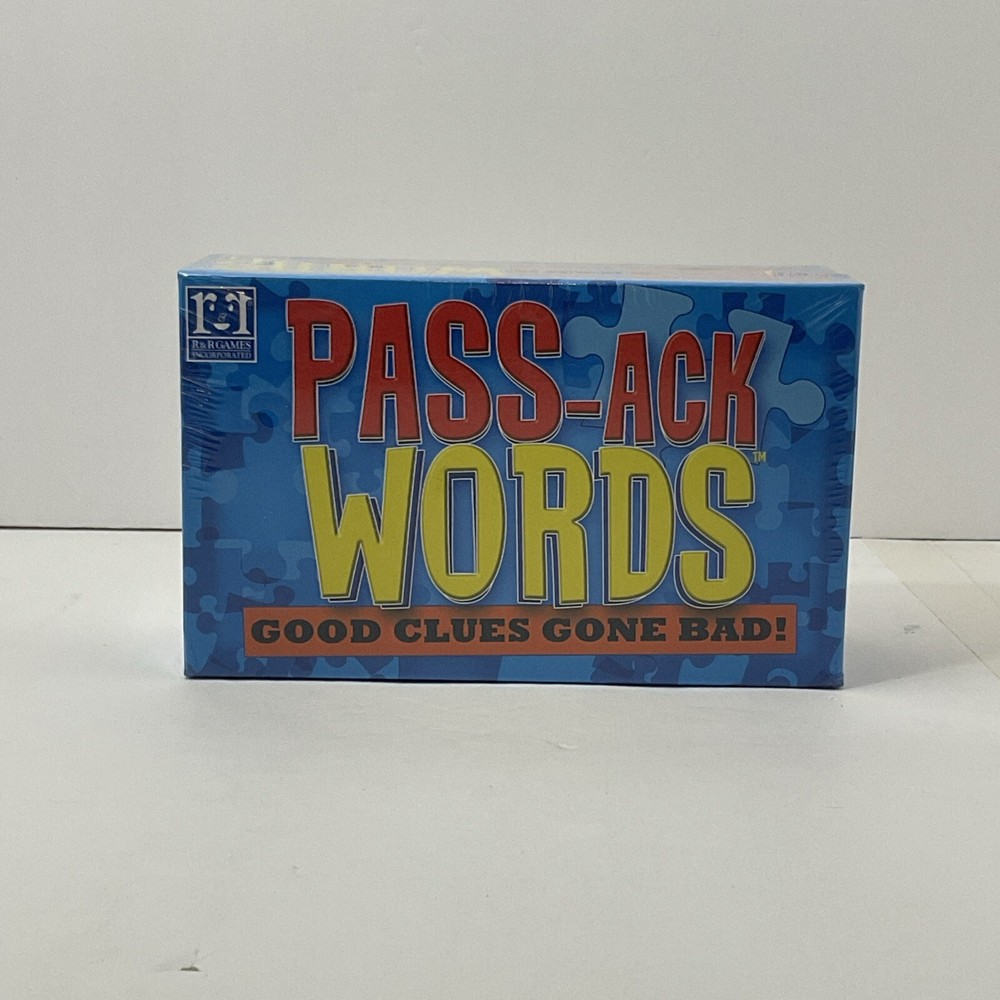 r&r
R&R GAMES
INCORPORATED
PASS-ACK
WORDS™
GOOD CLUES GONE BAD!